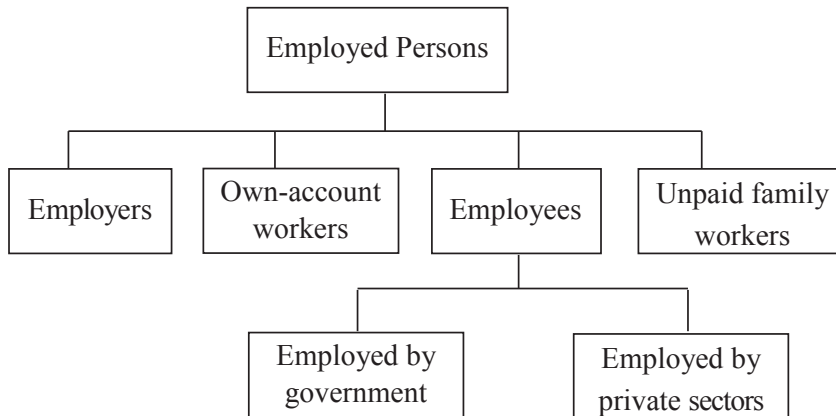 Employed Persons
Employers
Own-account
workers
Employees
Unpaid family
workers
Employed by
government
Employed by
private sectors